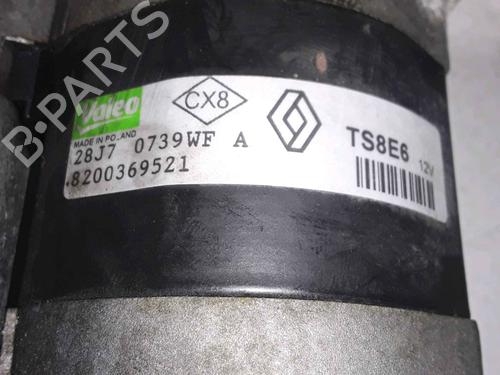 B-PARTS
Valeo
MADE IN POLAND
CX8
28J7 0739WF A
.8200369521
TS8E6 12V